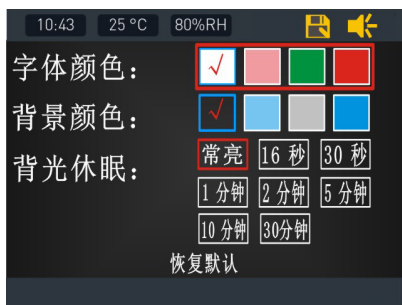 10:43 25 °C 80%RH
字体颜色：
背景颜色：
背光休眠：
常亮 16 秒 30 秒
1 分钟 2 分钟 5 分钟
10 分钟 30分钟
恢复默认